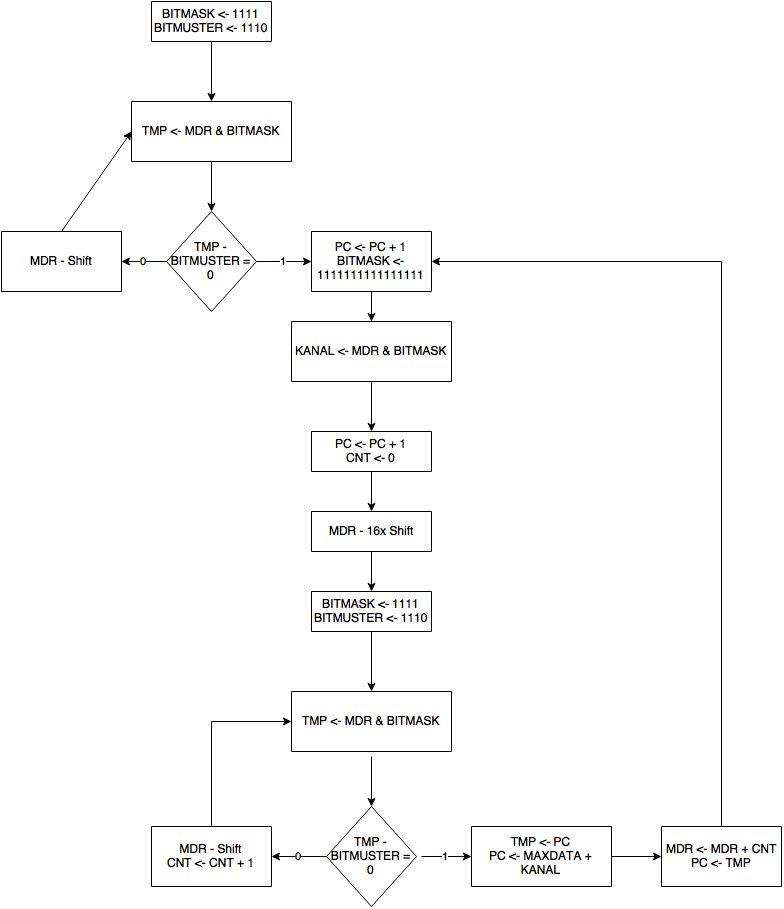 BITMASK <- 1111
BITMUSTER <- 1110
TMP <- MDR & BITMASK
TMP -
BITMUSTER =
0
0
1
MDR - Shift
PC <- PC + 1
BITMASK <-
1111111111111111
KANAL <- MDR & BITMASK
PC <- PC + 1
CNT <- 0
MDR - 16x Shift
BITMASK <- 1111
BITMUSTER <- 1110
TMP <- MDR & BITMASK
TMP -
BITMUSTER =
0
0
1
MDR - Shift
CNT <- CNT + 1
TMP <- PC
PC <- MAXDATA +
KANAL
MDR <- MDR + CNT
PC <- TMP